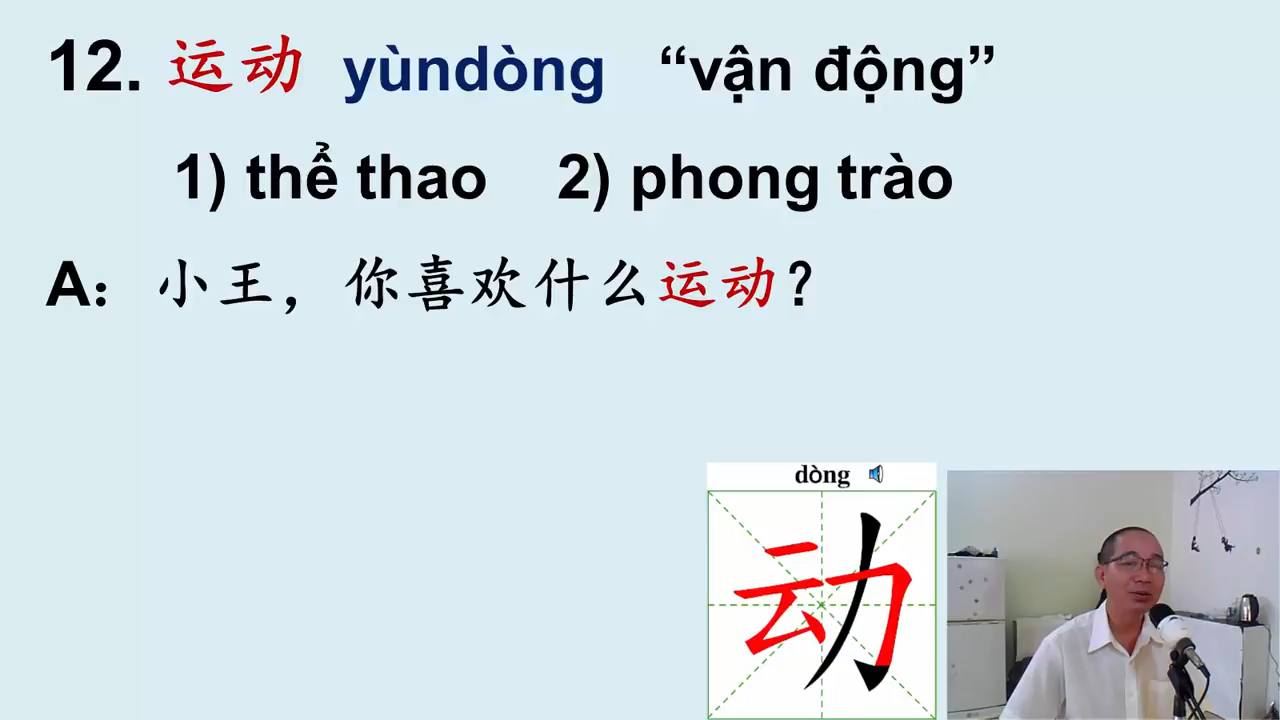 12. 运动 yùndòng “vận động”
1) thể thao 2) phong trào
A：小王，你喜欢什么运动？
dòng
动